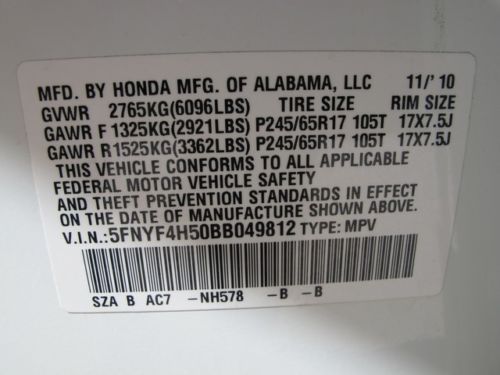 MFD. BY HONDA MFG. OF ALABAMA, LLC 11/' 10
GVWR 2765KG(6096LBS) TIRE SIZE RIM SIZE
GAWR F 1325KG(2921LBS) P245/65R17 105T 17X7.5J
GAWR R1525KG(3362LBS) P245/65R17 105T 17X7.5J
THIS VEHICLE CONFORMS TO ALL APPLICABLE
FEDERAL MOTOR VEHICLE SAFETY
AND THEFT PREVENTION STANDARDS IN EFFECT
ON THE DATE OF MANUFACTURE SHOWN ABOVE.
V.I.N.:5FNYF4H50BB049812 TYPE: MPV
SZA B AC7 -NH578 -B -B